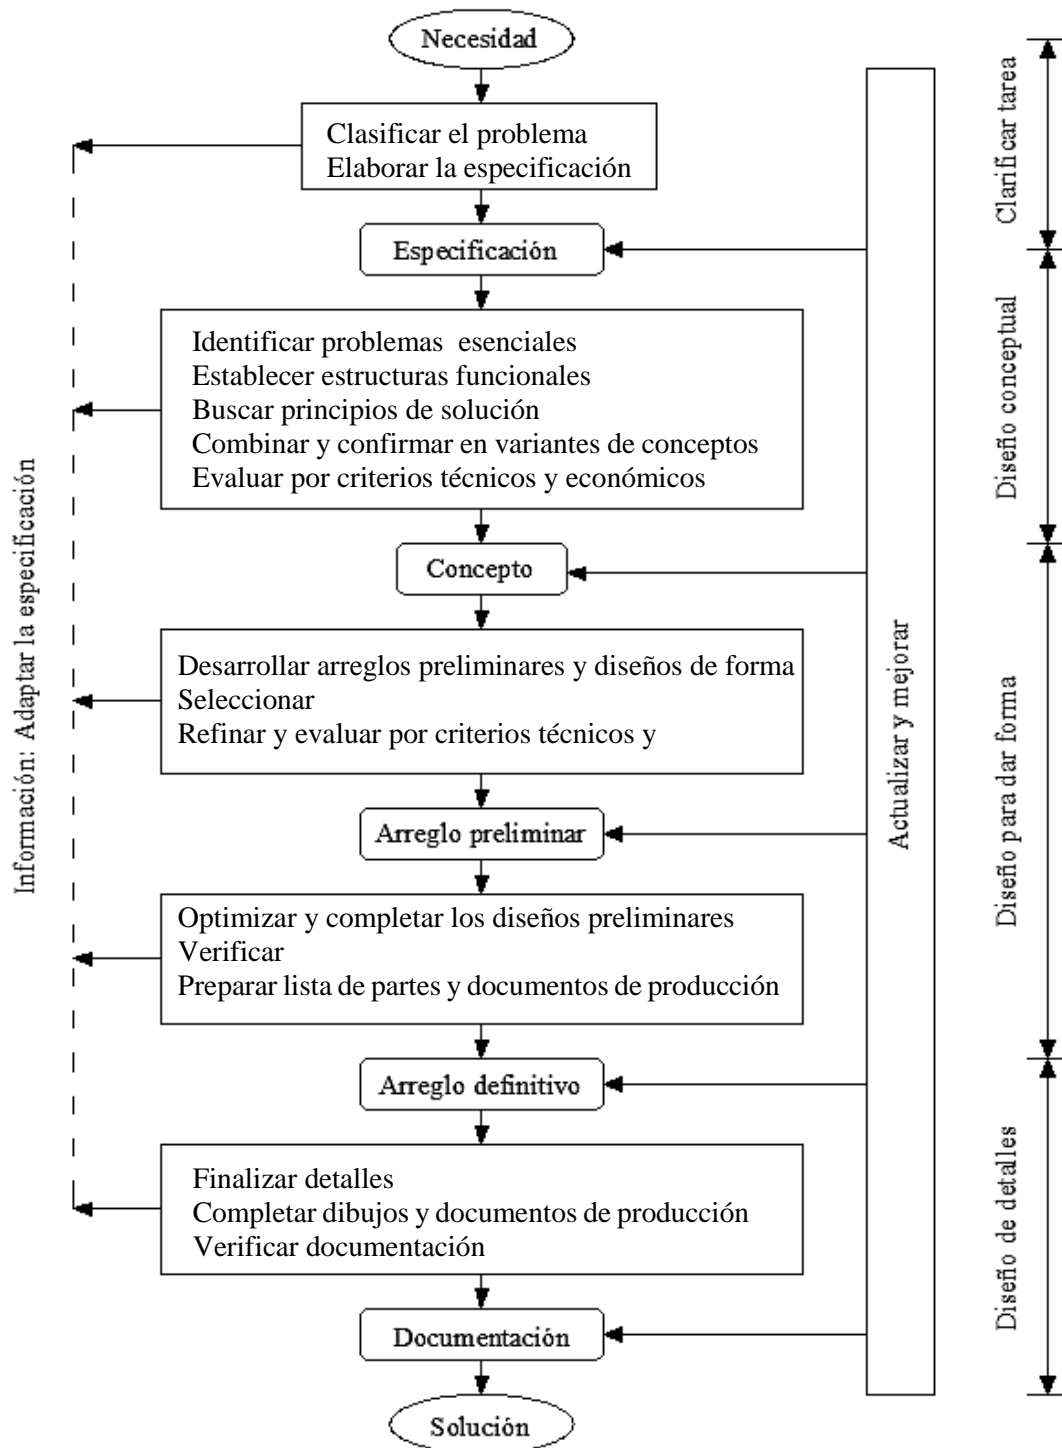 Necesidad
Clasificar el problema
Elaborar la especificación
Especificación
Identificar problemas esenciales
Establecer estructuras funcionales
Buscar principios de solución
Combinar y confirmar en variantes de conceptos
Evaluar por criterios técnicos y económicos
Concepto
Desarrollar arreglos preliminares y diseños de forma
Seleccionar
Refinar y evaluar por criterios técnicos y
Arreglo preliminar
Optimizar y completar los diseños preliminares
Verificar
Preparar lista de partes y documentos de producción
Arreglo definitivo
Finalizar detalles
Completar dibujos y documentos de producción
Verificar documentación
Documentación
Solución
Información: Adaptar la especificación
Actualizar y mejorar
Clarificar tarea
Diseño conceptual
Diseño para dar forma
Diseño de detalles